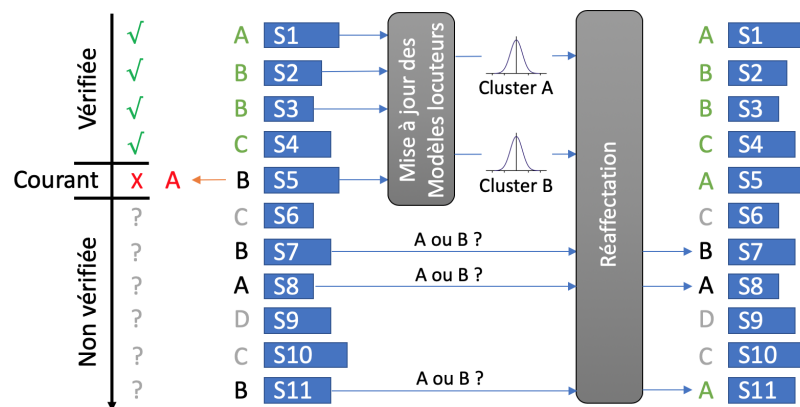 Vérifiée
Courant
Non vérifiée
√ A S1
√ B S2
√ B S3
√ C S4
X A B S5
? C S6
? B S7
? A S8
? D S9
? C S10
? B S11
Mise à jour des
Modèles locuteurs
Cluster A
Cluster B
A ou B ?
A ou B ?
A ou B ?
Réaffectation
A S1
B S2
B S3
C S4
A S5
C S6
B S7
A S8
D S9
C S10
A S11